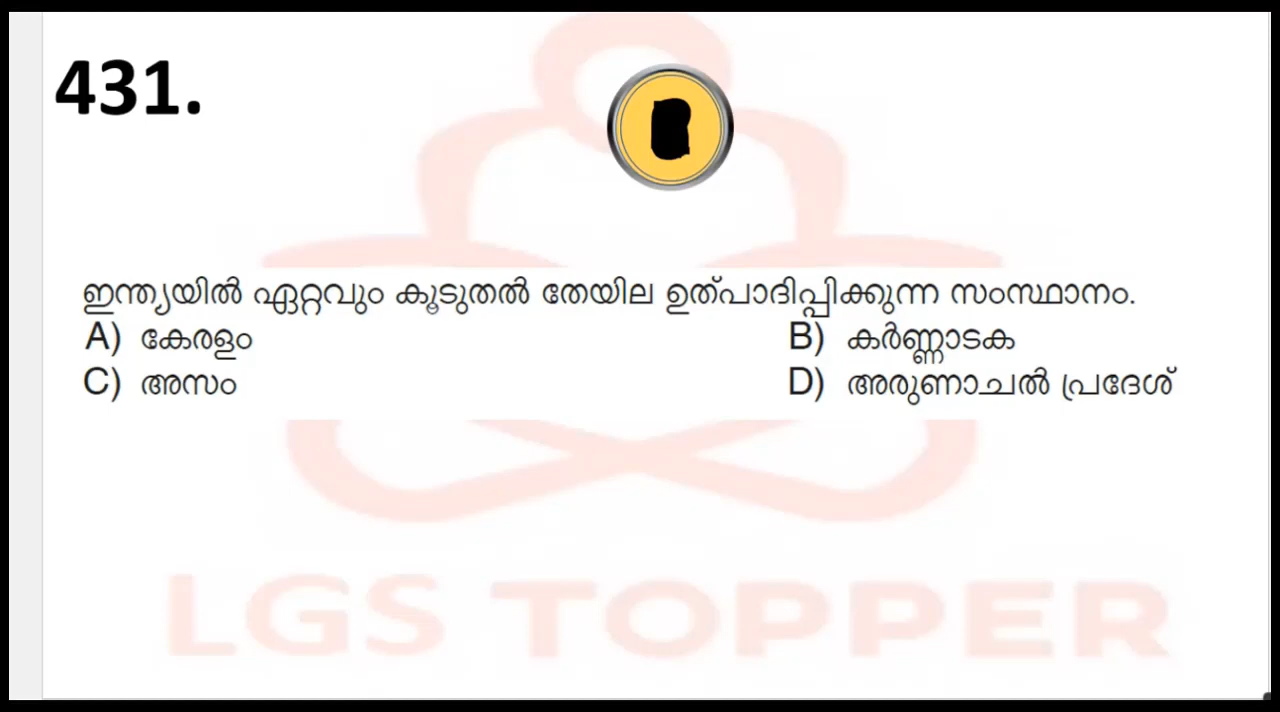 431.
ഇന്ത്യയിൽ ഏറ്റവും കൂടുതൽ തേയില ഉത്പാദിപ്പിക്കുന്ന സംസ്ഥാനം.
A) കേരളം B) കർണ്ണാടക
C) അസം D) അരുണാചൽ പ്രദേശ്
LGS TOPPER